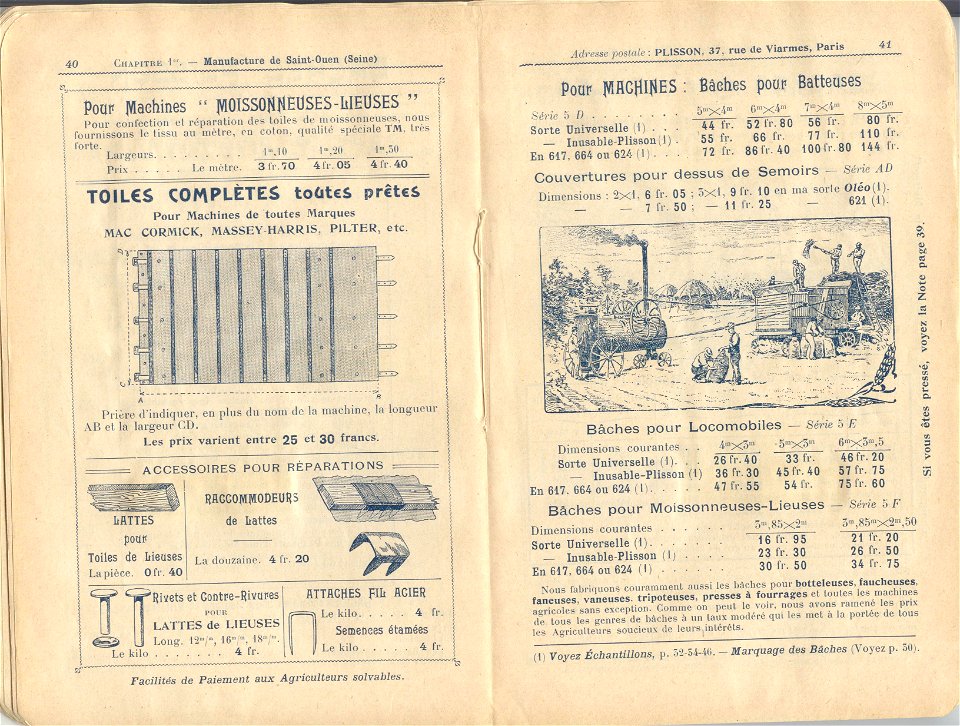 40 CHAPITRE 1er. — Manufacture de Saint-Ouen (Seine)
Pour Machines “ MOISSONNEUSES-LIEUSES ”
Pour confection et réparation des toiles de moissonneuses, nous
fournissons le tissu au mètre, en coton, qualité spéciale TM, très
forte.
Largeurs. . . . . . . . . 1m,10 1m,20 1m,50
Prix . . . . . Le mètre. 3 fr. 70 4 fr. 05 4 fr. 40
TOILES COMPLÈTES toutes prêtes
Pour Machines de toutes Marques
MAC CORMICK, MASSEY-HARRIS, PILTER, etc.
A B
Prière d'indiquer, en plus du nom de la machine, la longueur
AB et la largeur CD.
Les prix varient entre 25 et 30 francs.
ACCESSOIRES POUR RÉPARATIONS
LATTES
pour
Toiles de Lieuses
La pièce. 0 fr. 40
RACCOMMODEURS
de Lattes
La douzaine. 4 fr. 20
Rivets et Contre-Rivures
POUR
LATTES de LIEUSES
Long. 12m/m, 16m/m, 18m/m.
Le kilo . . . . . . . 4 fr.
ATTACHES FIL ACIER
Le kilo. . . . . 4 fr.
Semences étamées
Le kilo . . . . . 4 fr.
Facilités de Paiement aux Agriculteurs solvables.
Adresse postale : PLISSON, 37, rue de Viarmes, Paris 41
Pour MACHINES : Bâches pour Batteuses
Série 5 D . . . . . . . . 5m×4m 6m×4m 7m×4m 8m×5m
Sorte Universelle (1) . . . . 44 fr. 52 fr. 80 56 fr. 80 fr.
— Inusable-Plisson (1) . 55 fr. 66 fr. 77 fr. 110 fr.
En 617, 664 ou 624 (1) . . . . 72 fr. 86 fr. 40 100 fr. 80 144 fr.
Couvertures pour dessus de Semoirs — Série AD
Dimensions : 2×1, 6 fr. 05 ; 3×1, 9 fr. 10 en ma sorte Oléo (1).
— — 7 fr. 50 ; — 11 fr. 25 — 621 (1).
Bâches pour Locomobiles — Série 5 E
Dimensions courantes . . 4m×3m 5m×3m 6m×3m,5
Sorte Universelle (1). . . 26 fr. 40 33 fr. 46 fr. 20
— Inusable-Plisson (1) 36 fr. 30 45 fr. 40 57 fr. 75
En 617, 664 ou 624 (1). . . . . 47 fr. 55 54 fr. 75 fr. 60
Bâches pour Moissonneuses-Lieuses — Série 5 F
Dimensions courantes . . . . . . 3m,85×2m 3m,85m×2m,50
Sorte Universelle (1). . . . . . . 16 fr. 95 21 fr. 20
— Inusable-Plisson (1) . . . . 23 fr. 30 26 fr. 50
En 617, 664 ou 624 (1) . . . . . . 30 fr. 50 34 fr. 75
Nous fabriquons couramment aussi les bâches pour botteleuses, faucheuses,
faneuses, vaneuses, tripoteuses, presses à fourrages et toutes les machines
agricoles sans exception. Comme on peut le voir, nous avons ramené les prix
de tous les genres de bâches à un taux modéré qui les met à la portée de tous
les Agriculteurs soucieux de leurs intérêts.
(1) Voyez Échantillons, p. 52-54-46. — Marquage des Bâches (Voyez p. 50).
Si vous êtes pressé, voyez la Note page 39.